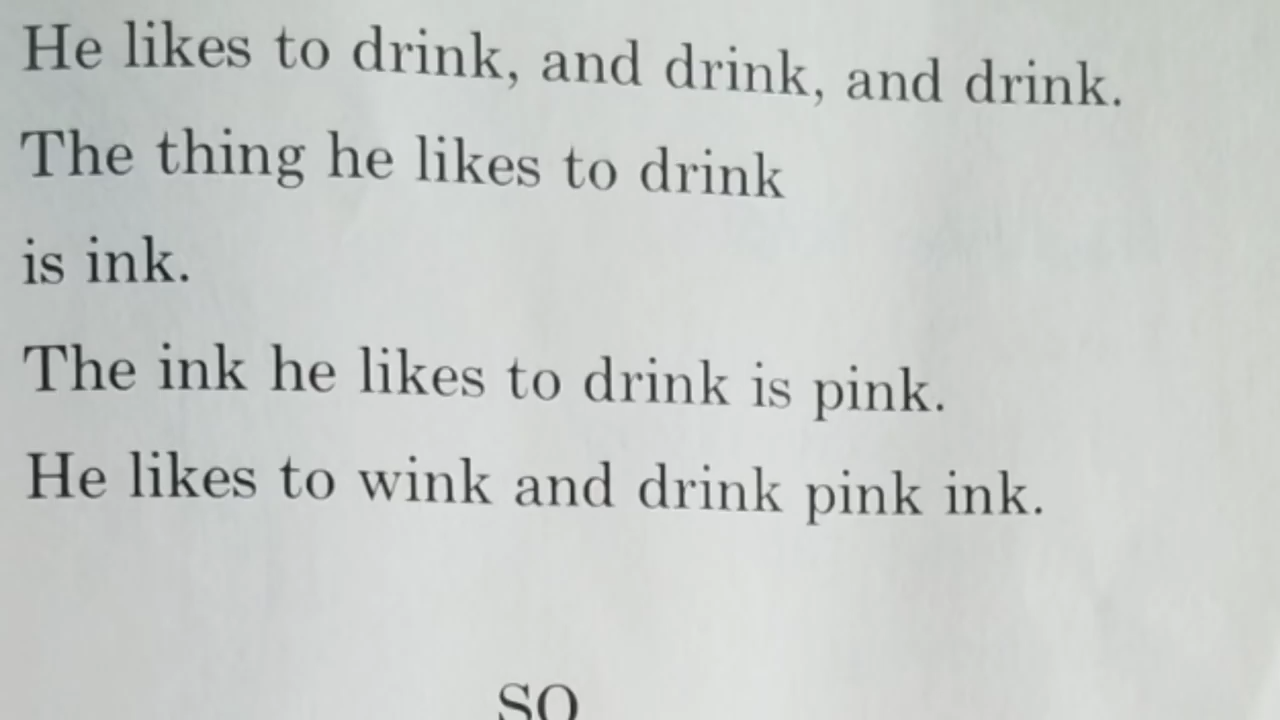 He likes to drink, and drink, and drink.
The thing he likes to drink
is ink.
The ink he likes to drink is pink.
He likes to wink and drink pink ink.
SO